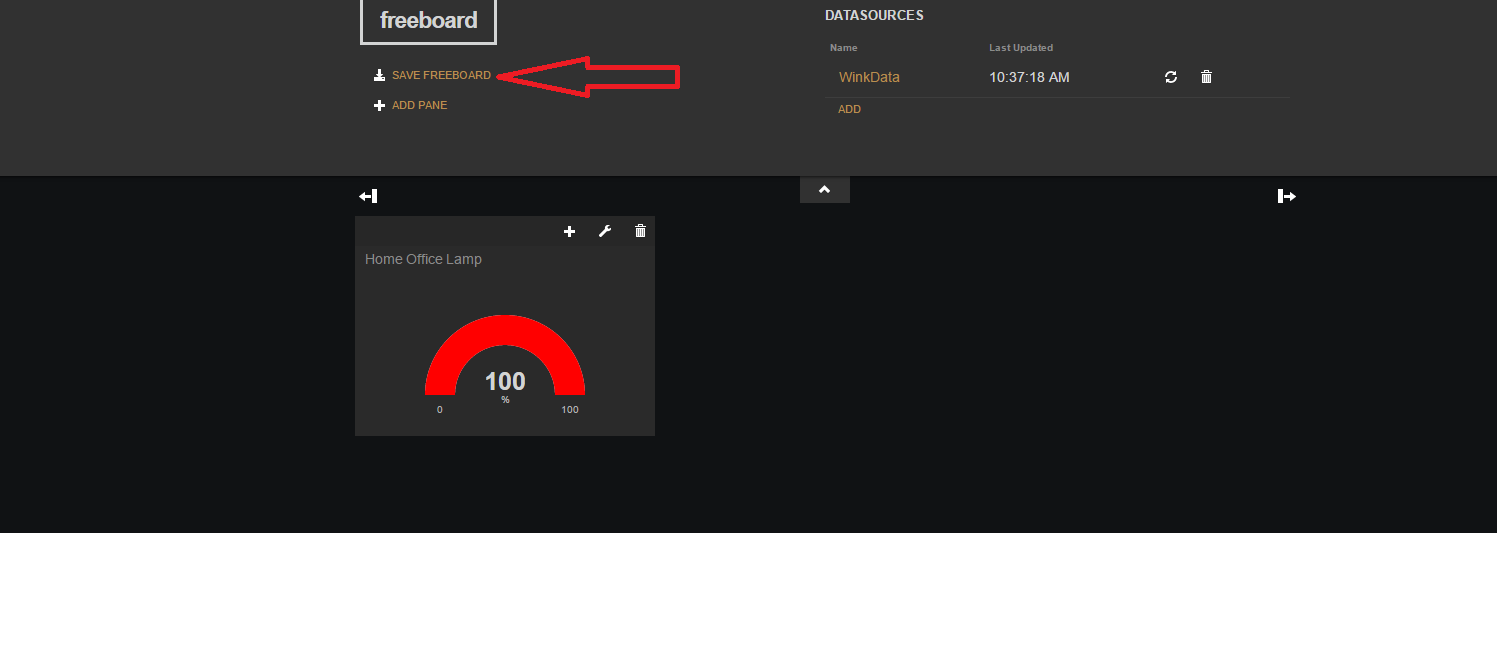 freeboard
SAVE FREEBOARD
ADD PANE
DATASOURCES
Name Last Updated
WinkData 10:37:18 AM
ADD
Home Office Lamp
100
%
0 100